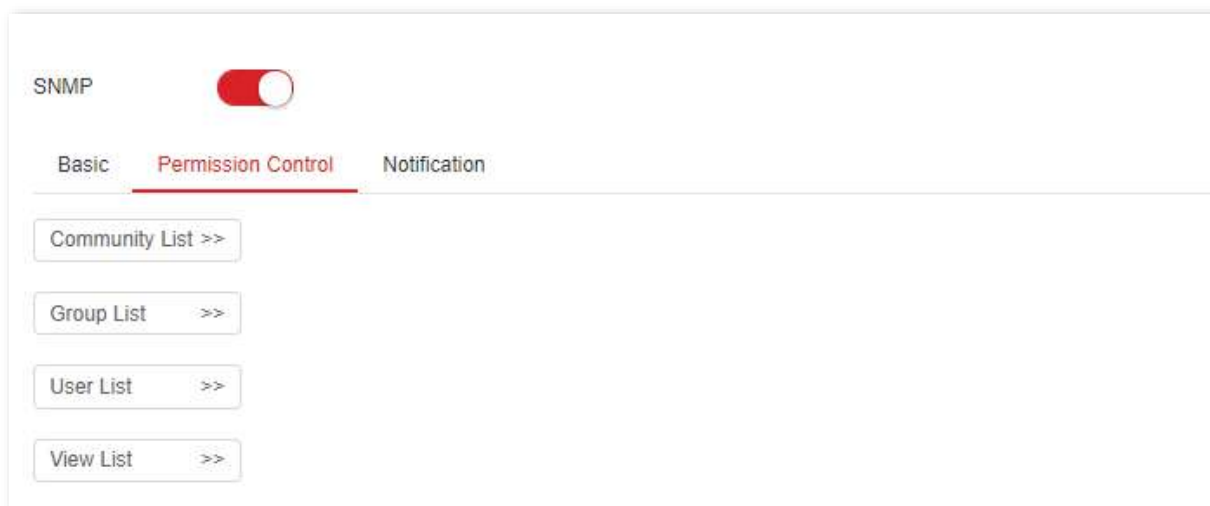 SNMP
Basic Permission Control Notification
Community List >>
Group List >>
User List >>
View List >>